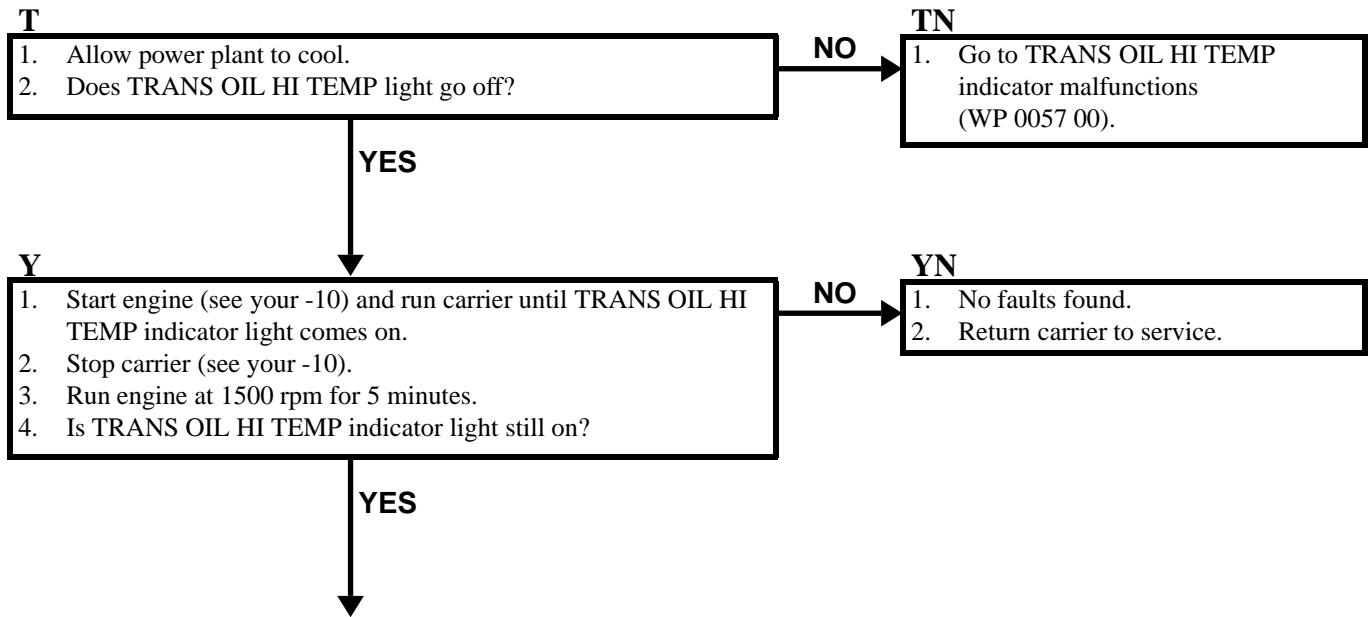 T
1. Allow power plant to cool.
2. Does TRANS OIL HI TEMP light go off?
NO
TN
1. Go to TRANS OIL HI TEMP
indicator malfunctions
(WP 0057 00).
YES
Y
1. Start engine (see your -10) and run carrier until TRANS OIL HI
TEMP indicator light comes on.
2. Stop carrier (see your -10).
3. Run engine at 1500 rpm for 5 minutes.
4. Is TRANS OIL HI TEMP indicator light still on?
NO
YN
1. No faults found.
2. Return carrier to service.
YES